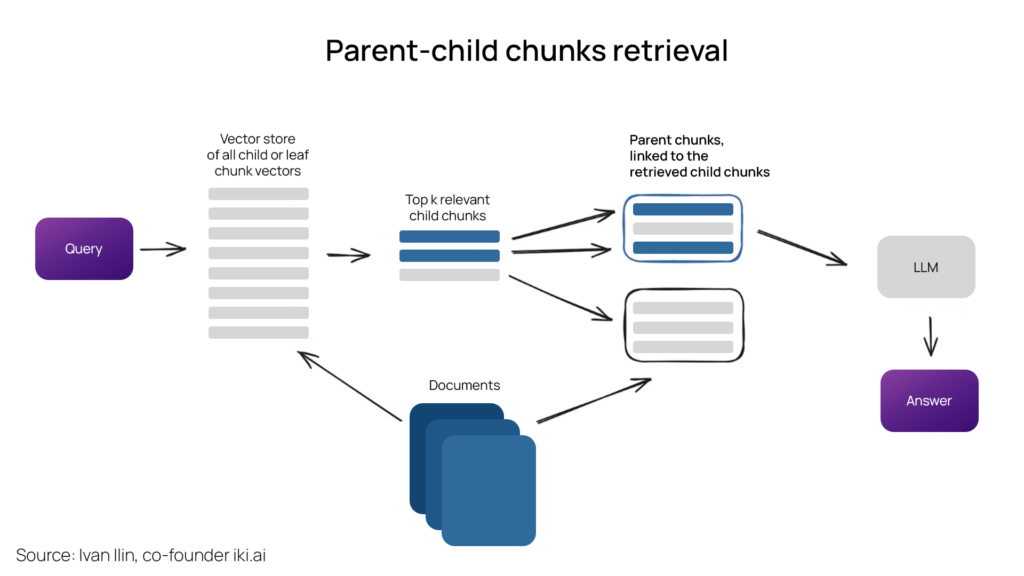 Parent-child chunks retrieval
Vector store
of all child or leaf
chunk vectors
Parent chunks,
linked to the
retrieved child chunks
Top k relevant
child chunks
Query
LLM
Documents
Answer
Source: Ivan Ilin, co-founder iki.ai